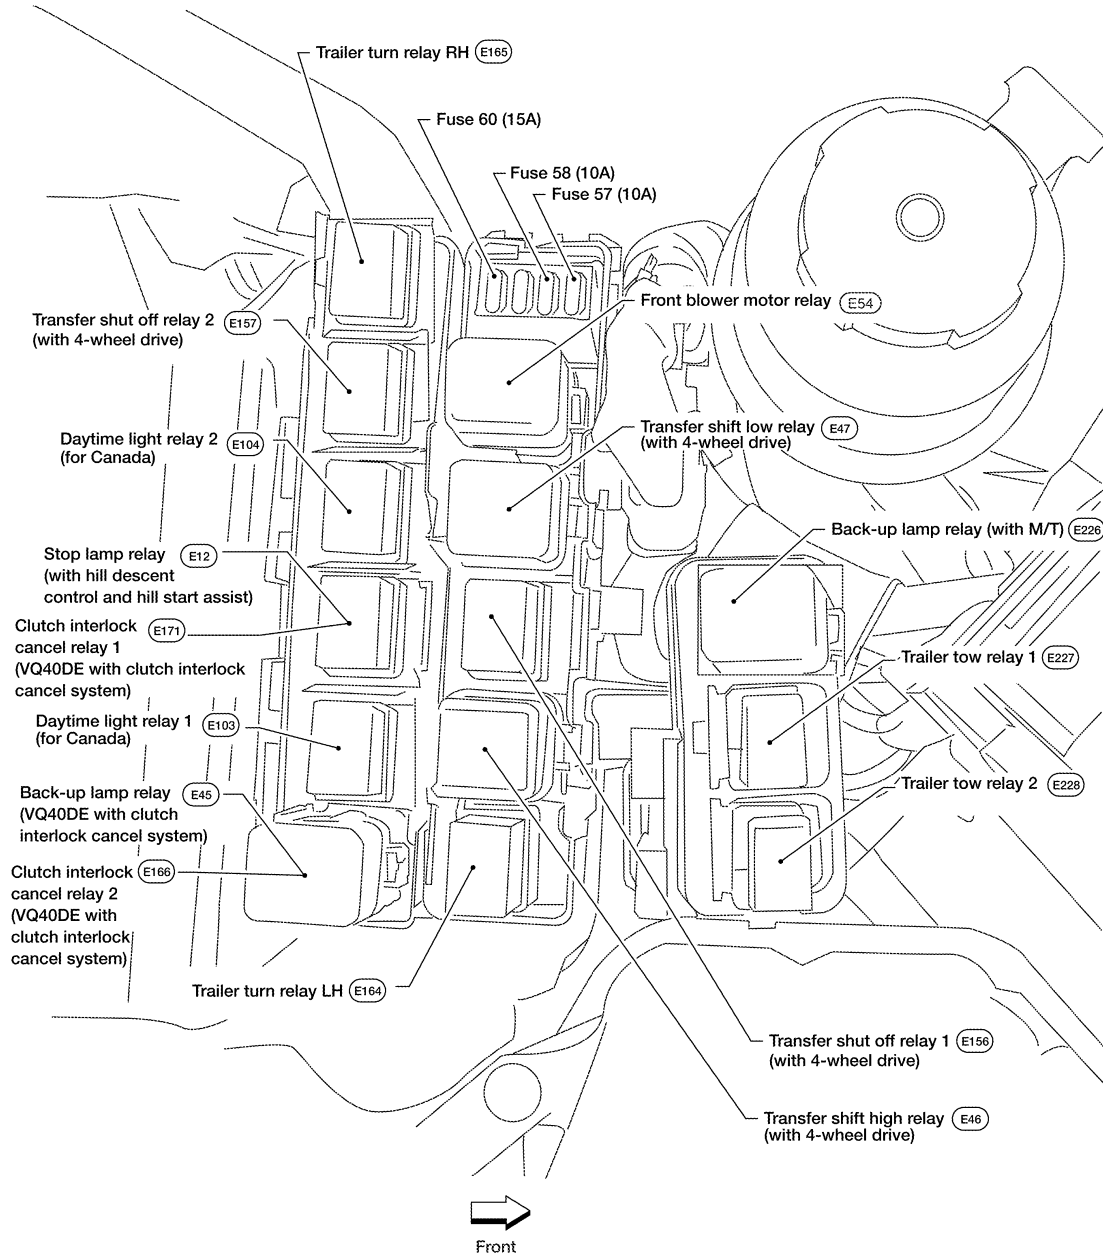 Trailer turn relay RH E165
Fuse 60 (15A)
Fuse 58 (10A)
Fuse 57 (10A)
Front blower motor relay E54
Transfer shut off relay 2 E157
(with 4-wheel drive)
Transfer shift low relay E47
(with 4-wheel drive)
Daytime light relay 2 E104
(for Canada)
Back-up lamp relay (with M/T) E226
Stop lamp relay E12
(with hill descent
control and hill start assist)
Clutch interlock E171
cancel relay 1
(VQ40DE with clutch interlock
cancel system)
Trailer tow relay 1 E227
Daytime light relay 1 E103
(for Canada)
Trailer tow relay 2 E228
Back-up lamp relay E45
(VQ40DE with clutch
interlock cancel system)
Clutch interlock E166
cancel relay 2
(VQ40DE with
clutch interlock
cancel system)
Trailer turn relay LH E164
Transfer shut off relay 1 E156
(with 4-wheel drive)
Transfer shift high relay E46
(with 4-wheel drive)
Front